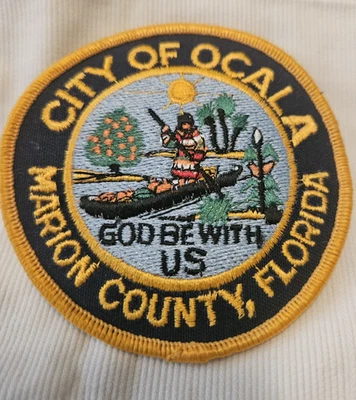 CITY OF OCALA
GOD BE WITH
US
MARION COUNTY, FLORIDA